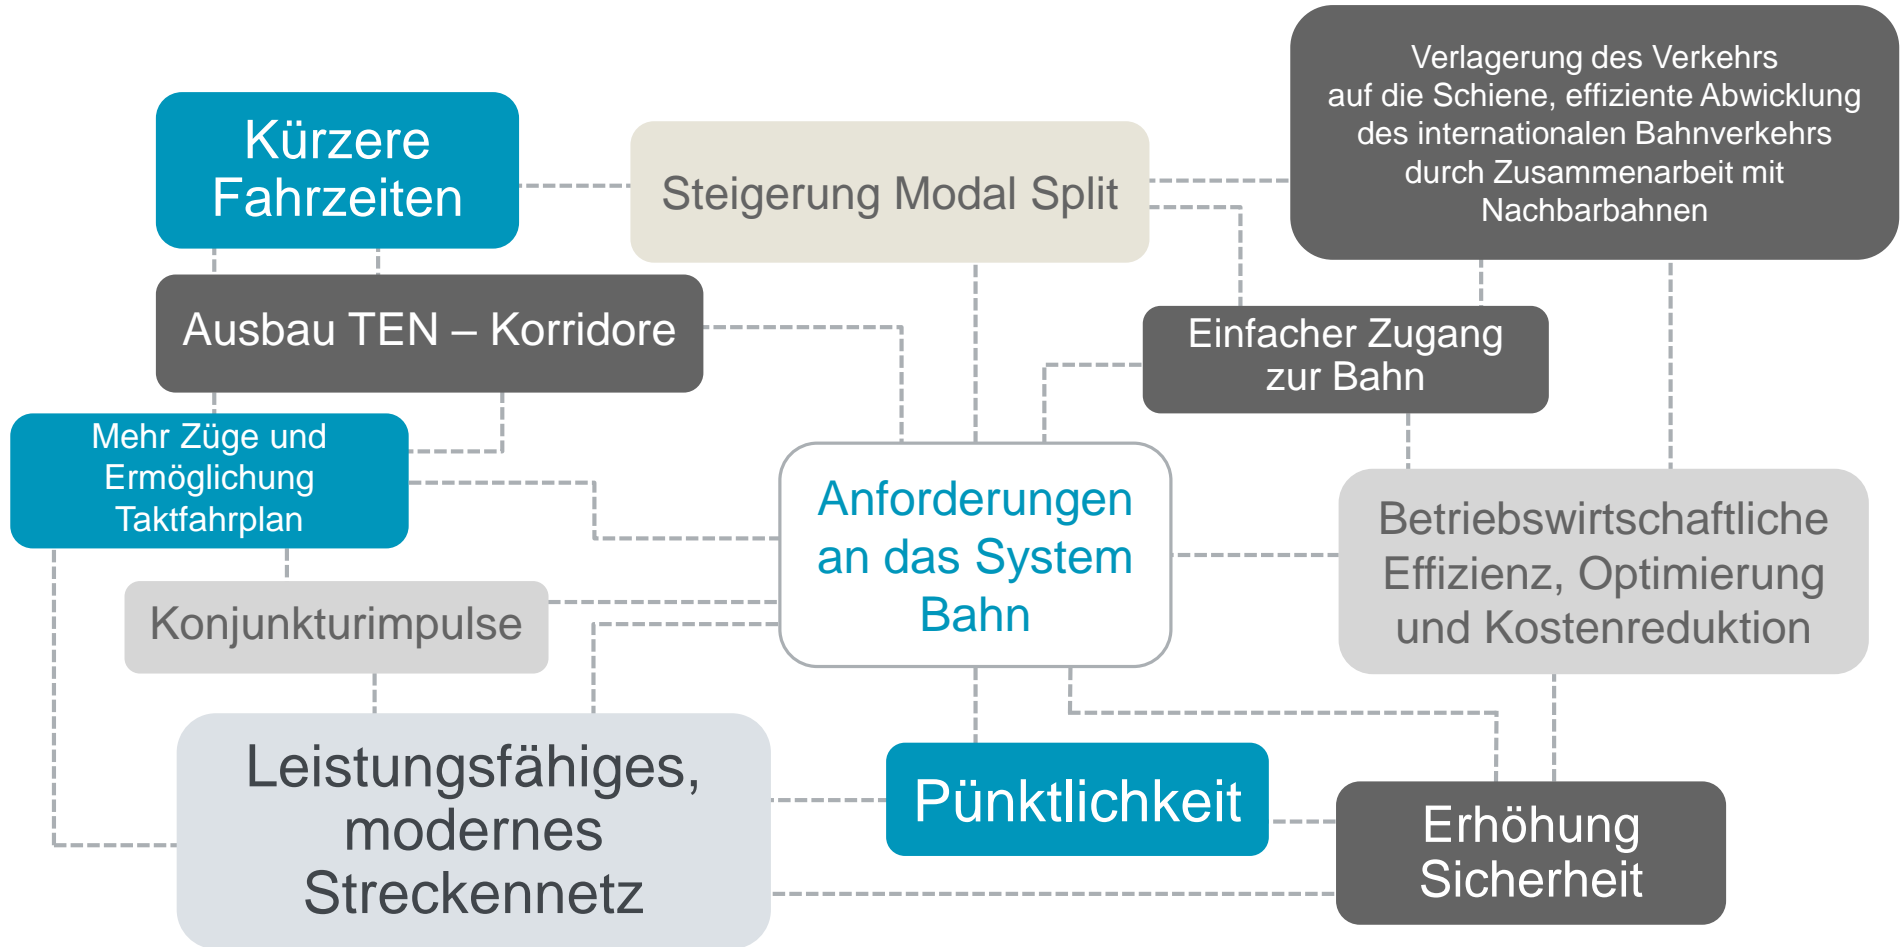 Kürzere
Fahrzeiten
Steigerung Modal Split
Verlagerung des Verkehrs
auf die Schiene, effiziente Abwicklung
des internationalen Bahnverkehrs
durch Zusammenarbeit mit
Nachbarbahnen
Ausbau TEN – Korridore
Einfacher Zugang
zur Bahn
Mehr Züge und
Ermöglichung
Taktfahrplan
Anforderungen
an das System
Bahn
Betriebswirtschaftliche
Effizienz, Optimierung
und Kostenreduktion
Konjunkturimpulse
Leistungsfähiges,
modernes
Streckennetz
Pünktlichkeit
Erhöhung
Sicherheit